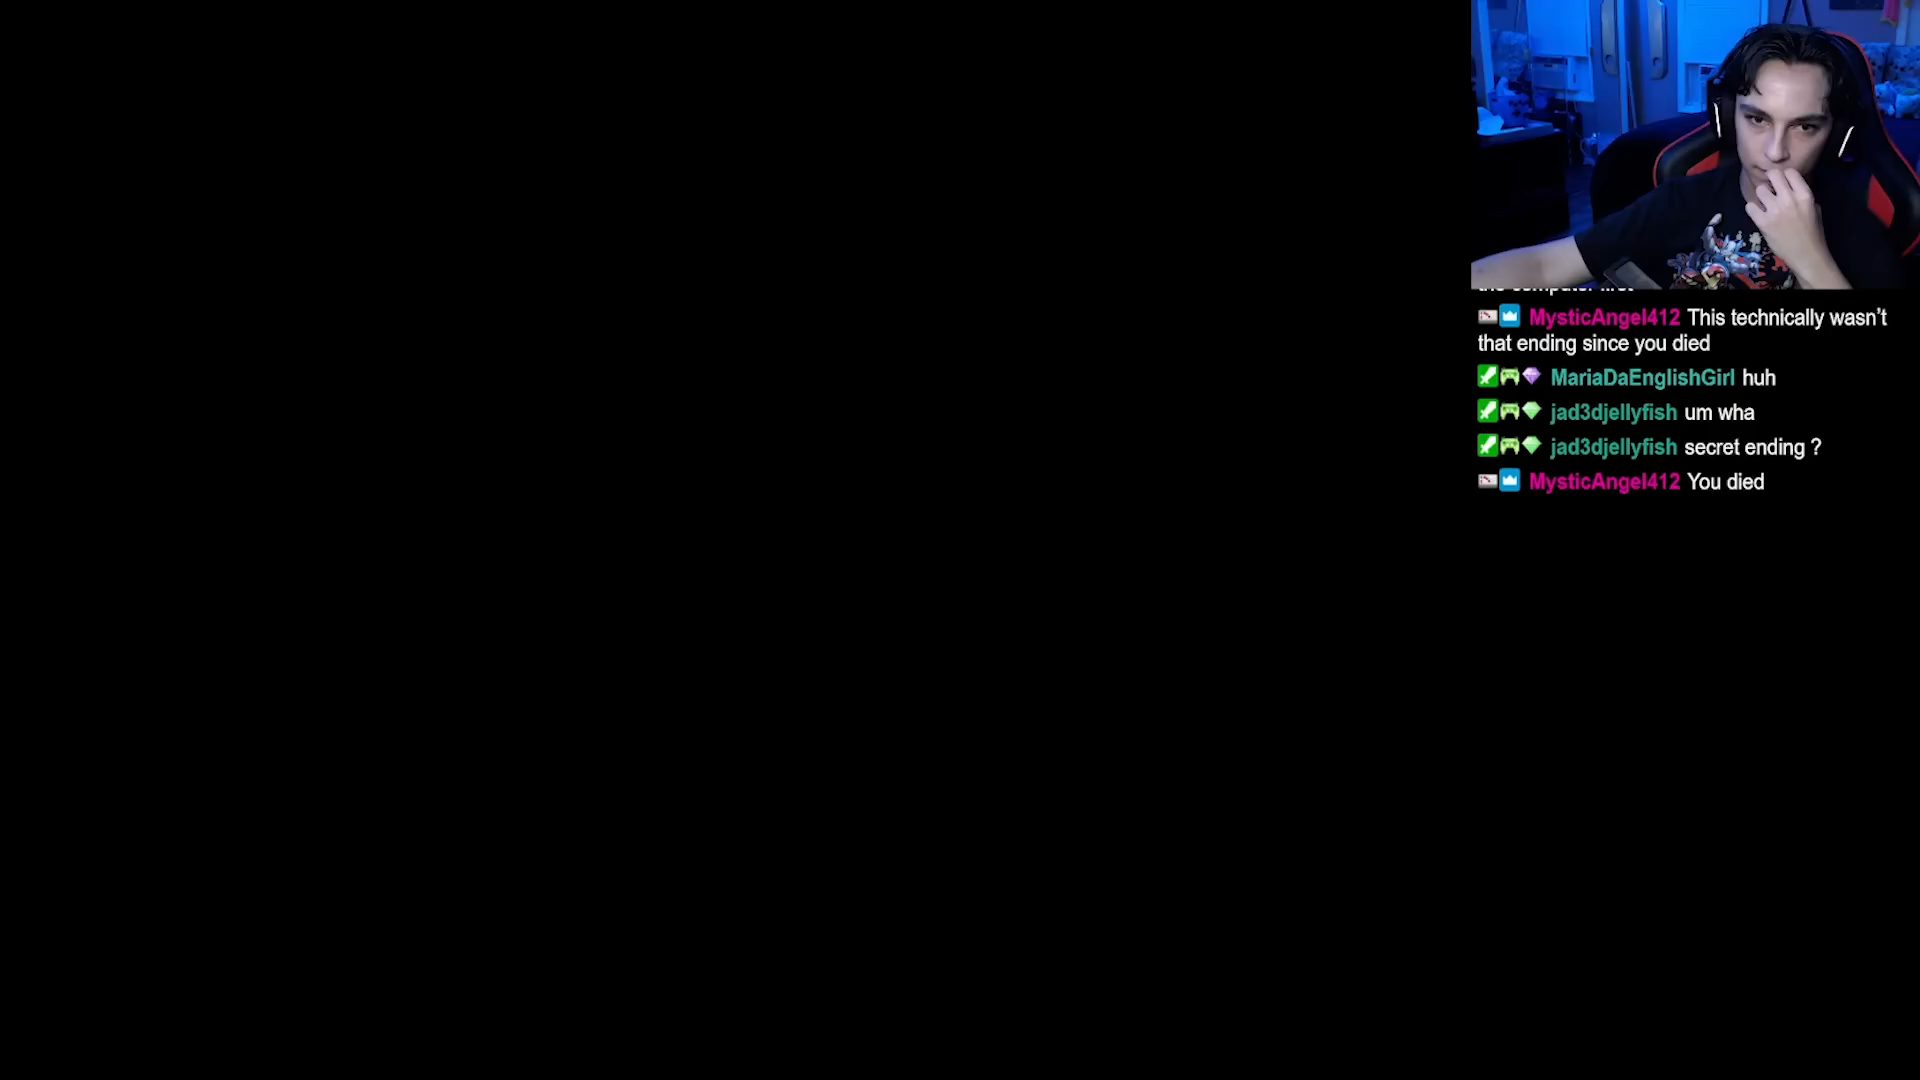 MysticAngel412 This technically wasn't
that ending since you died
MariaDaEnglishGirl huh
jad3djellyfish um wha
jad3djellyfish secret ending ?
MysticAngel412 You died